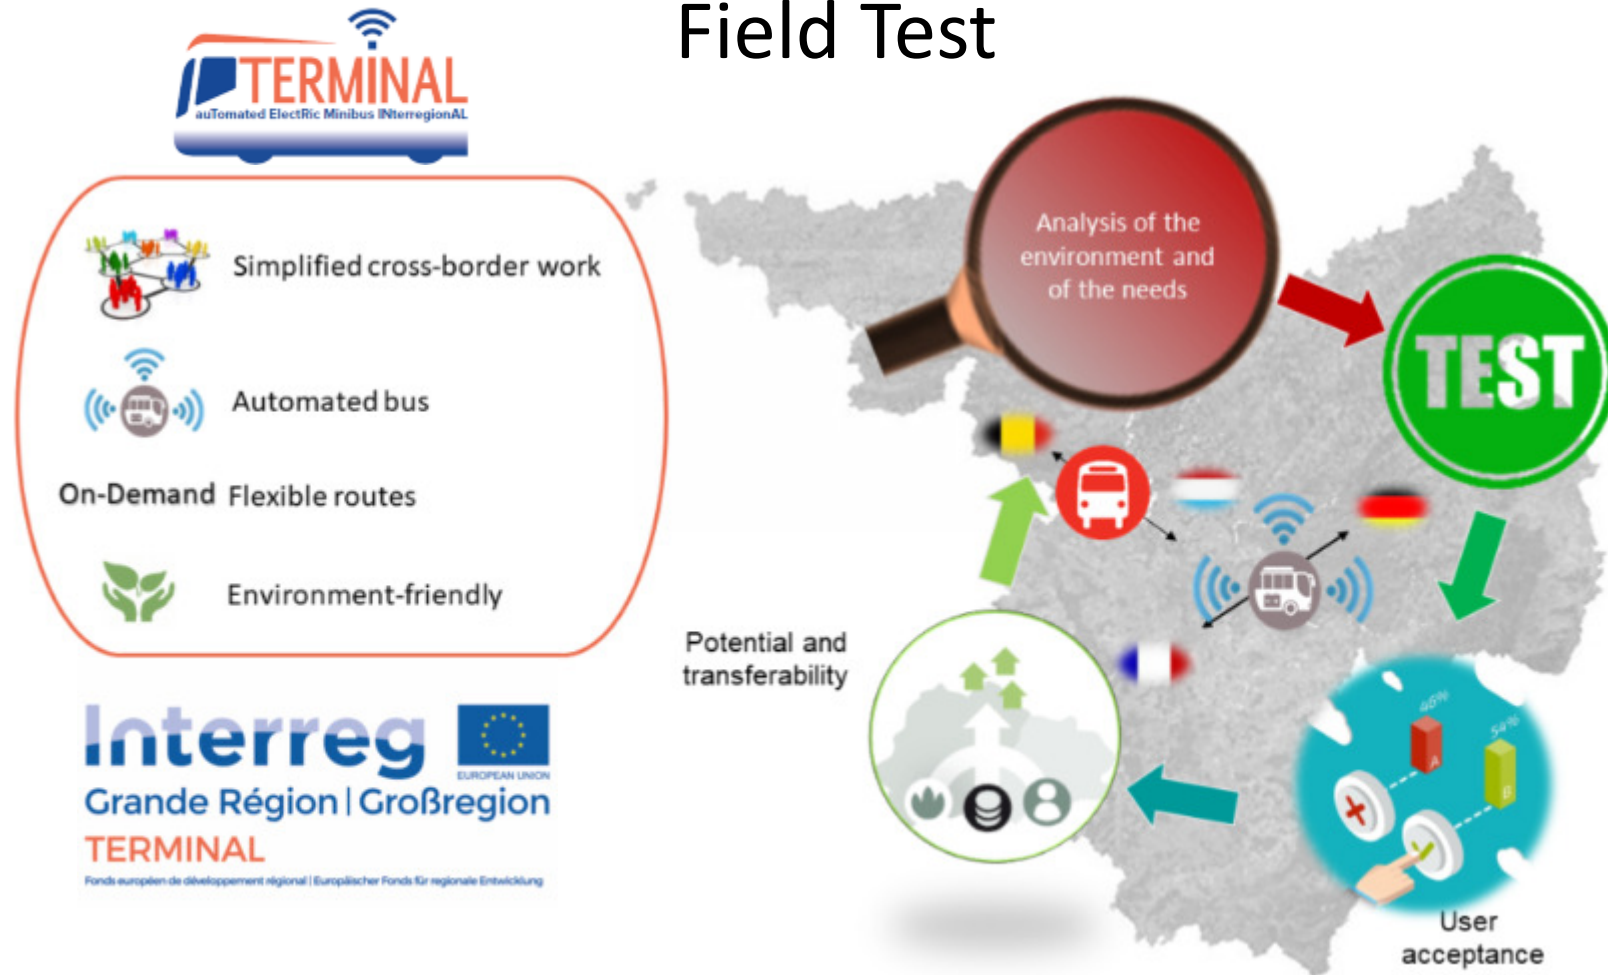 Field Test
TERMINAL
auTomated ElectRic Minibus INterregionAL
Simplified cross-border work
Automated bus
On-Demand Flexible routes
Environment-friendly
Interreg
EUROPEAN UNION
Grande Région | Großregion
TERMINAL
Fonds européen de développement régional | Europäischer Fonds für regionale Entwicklung
Analysis of the
environment and
of the needs
TEST
Potential and
transferability
46%
A
54%
B
User
acceptance